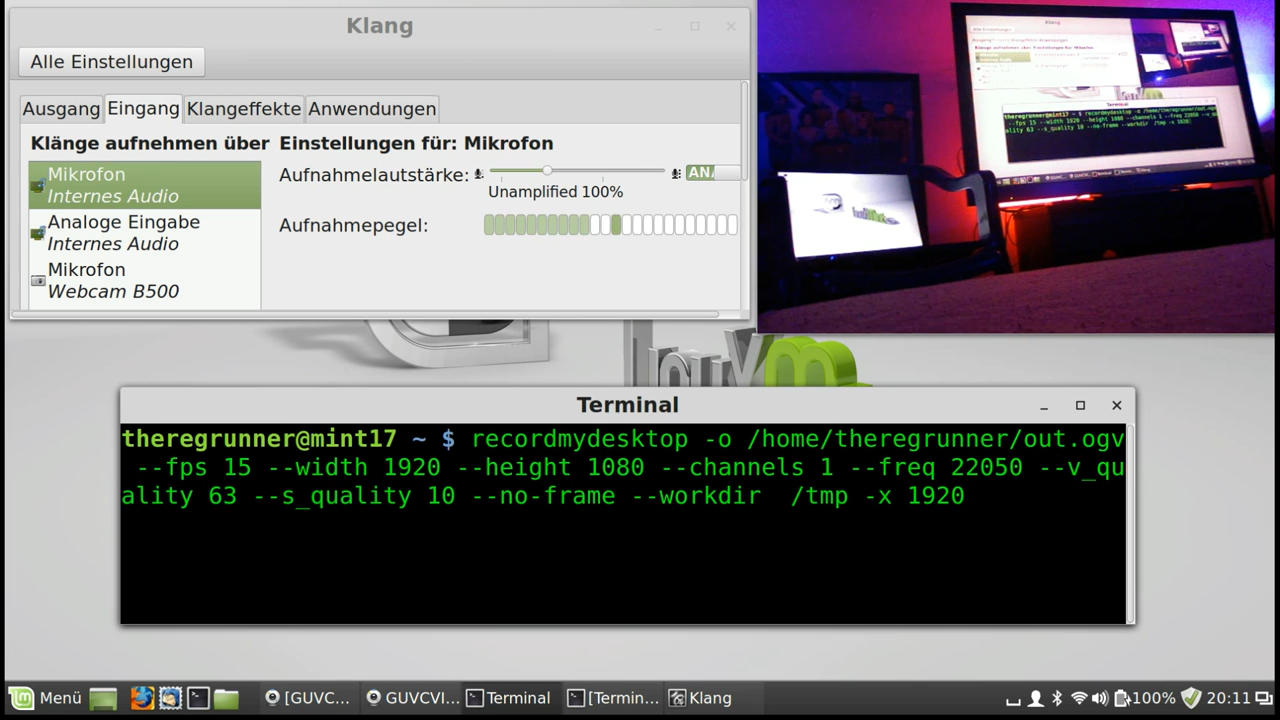 Klang
Alle Einstellungen
Ausgang Eingang Klangeffekte Anwendungen
Klänge aufnehmen über Einstellungen für: Mikrofon
Mikrofon
Internes Audio
Aufnahmelautstärke:
Unamplified 100%
Analoge Eingabe
Internes Audio
Aufnahmepegel:
Mikrofon
Webcam B500
Terminal
theregrunner@mint17 ~ $ recordmydesktop -o /home/theregrunner/out.ogv
--fps 15 --width 1920 --height 1080 --channels 1 --freq 22050 --v_qu
ality 63 --s_quality 10 --no-frame --workdir  /tmp -x 1920
Menü [GUVC... GUVCVI... Terminal [Termin... Klang 100% 20:11